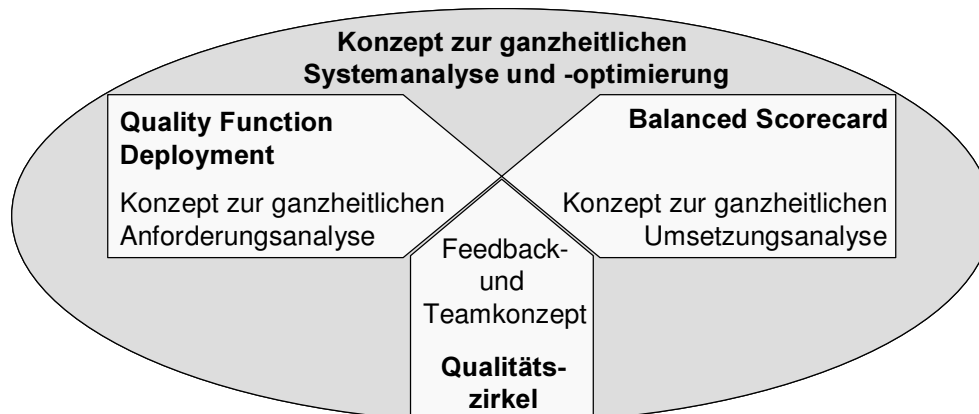 Konzept zur ganzheitlichen
Systemanalyse und -optimierung
Quality Function
Deployment
Konzept zur ganzheitlichen
Anforderungsanalyse
Balanced Scorecard
Konzept zur ganzheitlichen
Umsetzungsanalyse
Feedback-
und
Teamkonzept
Qualitäts-
zirkel